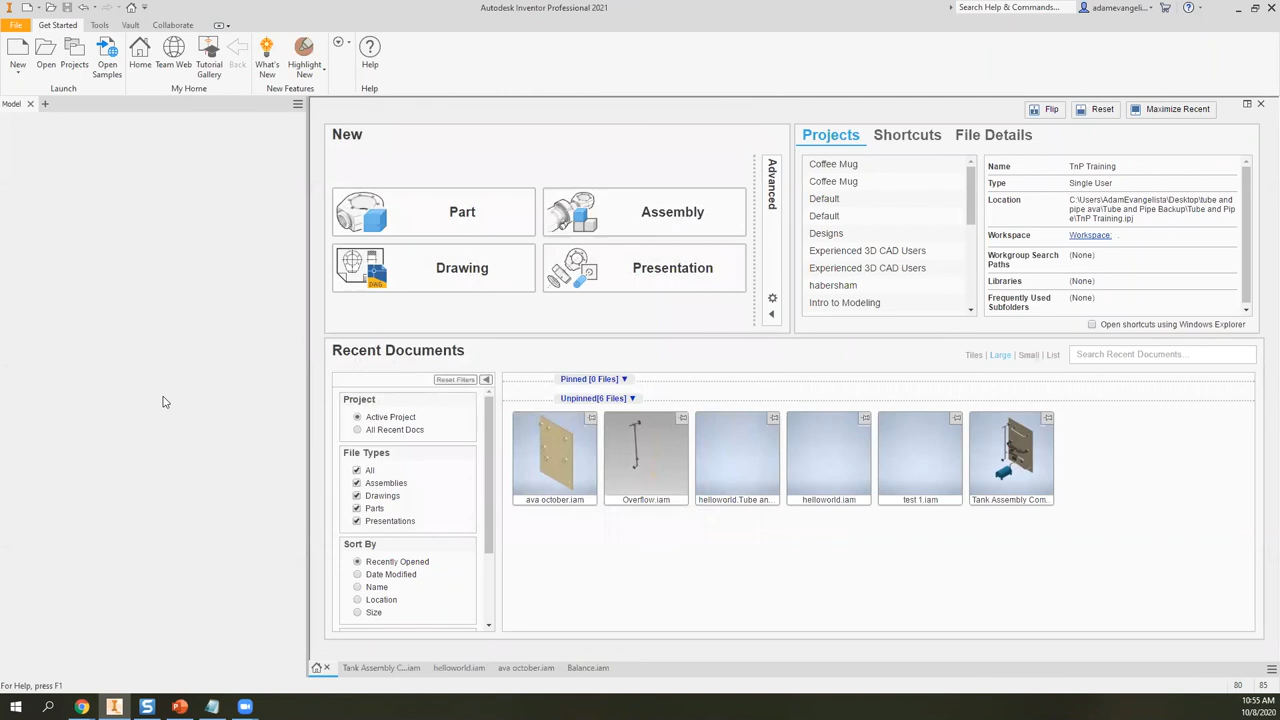 Autodesk Inventor Professional 2021
Search Help & Commands...
adamevangeli...
File
Get Started
Tools
Vault
Collaborate
New
Open
Projects
Open Samples
Home
Team Web
Tutorial Gallery
Back
What's New
Highlight New
Help
Launch
My Home
New Features
Help
Model
Flip
Reset
Maximize Recent
New
Part
Assembly
Drawing
DWG
Presentation
Advanced
Projects
Shortcuts
File Details
Coffee Mug
Coffee Mug
Default
Default
Designs
Experienced 3D CAD Users
Experienced 3D CAD Users
habersham
Intro to Modeling
Name TnP Training
Type Single User
Location C:\Users\AdamEvangelista\Desktop\tube and
pipe ava\Tube and Pipe Backup\Tube and Pip
e\TnP Training.ipj
Workspace Workspace: .
Workgroup Search (None)
Paths
Libraries (None)
Frequently Used (None)
Subfolders
Open shortcuts using Windows Explorer
Recent Documents
Tiles | Large | Small | List
Search Recent Documents...
Reset Filters
Project
Active Project
All Recent Docs
File Types
All
Assemblies
Drawings
Parts
Presentations
Sort By
Recently Opened
Date Modified
Name
Location
Size
Pinned [0 Files] ▼
Unpinned[6 Files] ▼
ava october.iam
Overflow.iam
helloworld.Tube an...
helloworld.iam
test 1.iam
Tank Assembly Com...
Tank Assembly C...iam
helloworld.iam
ava october.iam
Balance.iam
For Help, press F1
80
85
10:55 AM
10/8/2020